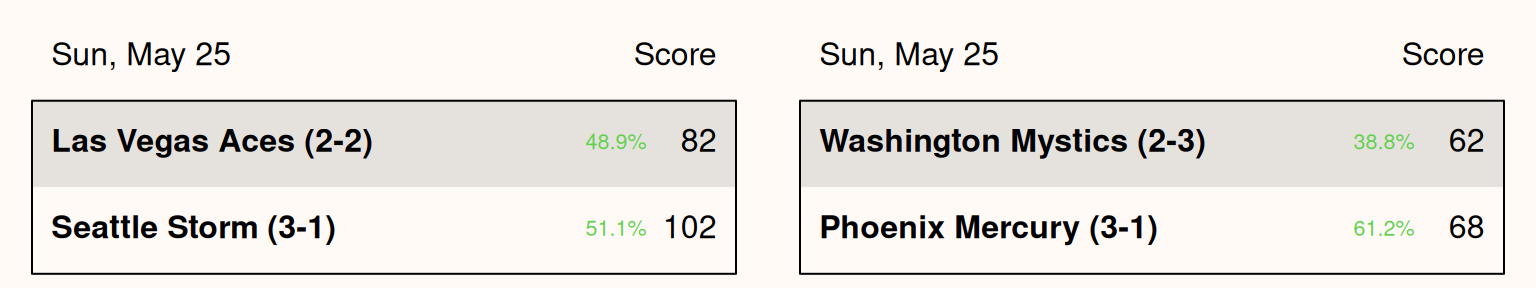 Sun, May 25 Score
Las Vegas Aces (2-2) 48.9% 82
Seattle Storm (3-1) 51.1% 102
Sun, May 25 Score
Washington Mystics (2-3) 38.8% 62
Phoenix Mercury (3-1) 61.2% 68